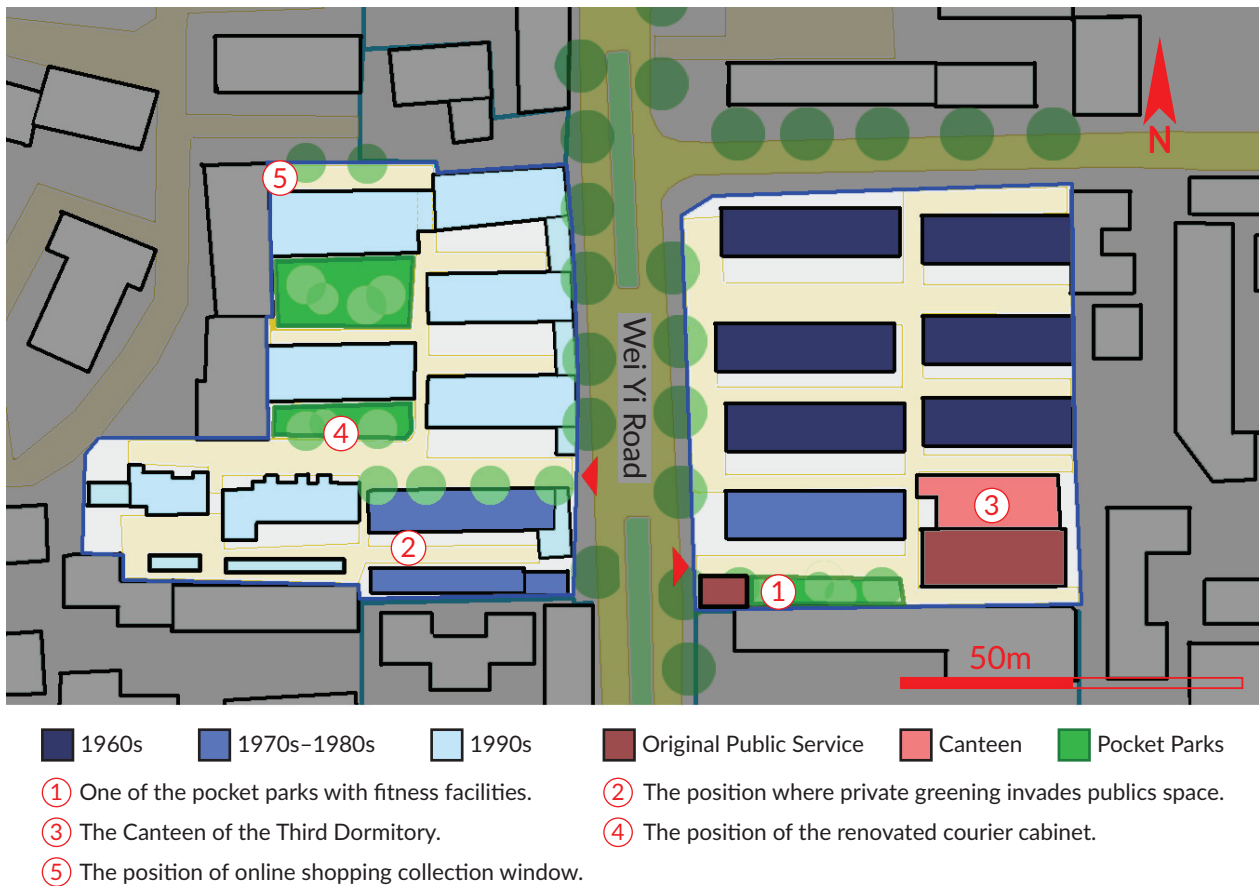 5
N
Wei Yi Road
4
3
2
1
50m
1960s 1970s–1980s 1990s Original Public Service Canteen Pocket Parks
1 One of the pocket parks with fitness facilities. 2 The position where private greening invades publics space.
3 The Canteen of the Third Dormitory. 4 The position of the renovated courier cabinet.
5 The position of online shopping collection window.